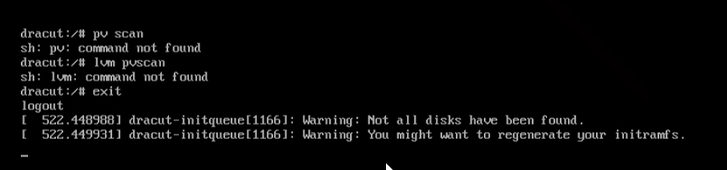 dracut:/# pv scan
sh: pv: command not found
dracut:/# lvm pvscan
sh: lvm: command not found
dracut:/# exit
logout
[  522.448988] dracut-initqueue[1166]: Warning: Not all disks have been found.
[  522.449931] dracut-initqueue[1166]: Warning: You might want to regenerate your initramfs.